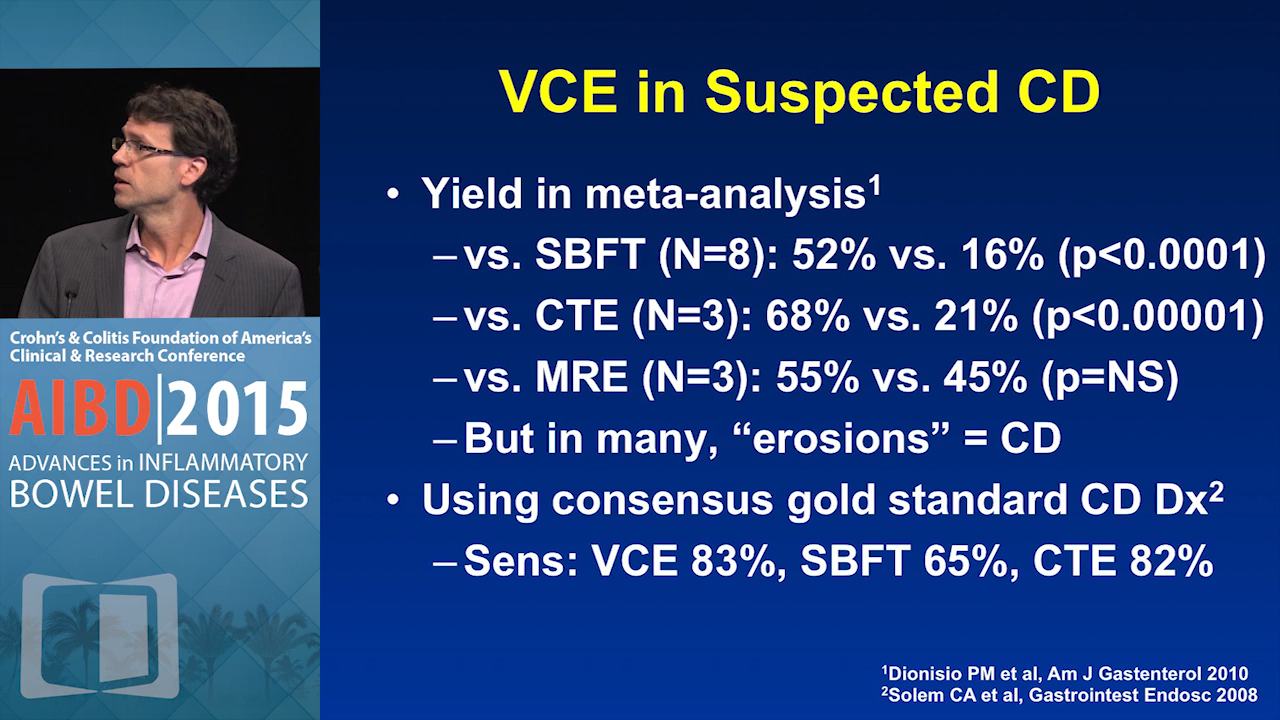 Crohn's & Colitis Foundation of America's
Clinical & Research Conference
AIBD|2015
ADVANCES in INFLAMMATORY
BOWEL DISEASES
VCE in Suspected CD
• Yield in meta-analysis¹
– vs. SBFT (N=8): 52% vs. 16% (p<0.0001)
– vs. CTE (N=3): 68% vs. 21% (p<0.00001)
– vs. MRE (N=3): 55% vs. 45% (p=NS)
– But in many, “erosions” = CD
• Using consensus gold standard CD Dx²
– Sens: VCE 83%, SBFT 65%, CTE 82%
¹Dionisio PM et al, Am J Gastenterol 2010
²Solem CA et al, Gastrointest Endosc 2008